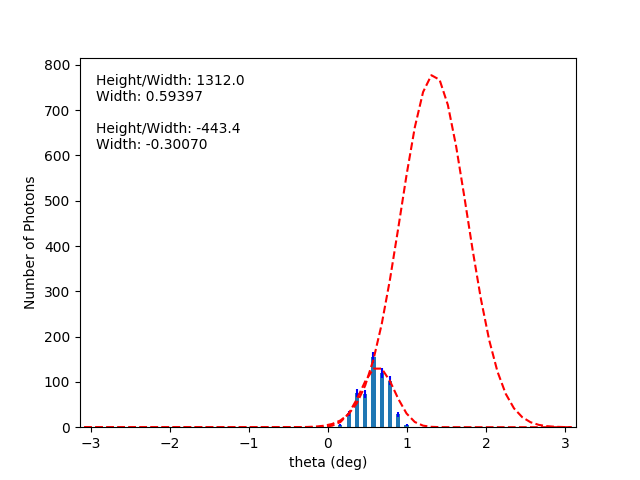 Height/Width: 1312.0
Width: 0.59397
Height/Width: -443.4
Width: -0.30070
800
700
600
500
400
300
200
100
0
Number of Photons
−3 −2 −1 0 1 2 3
theta (deg)